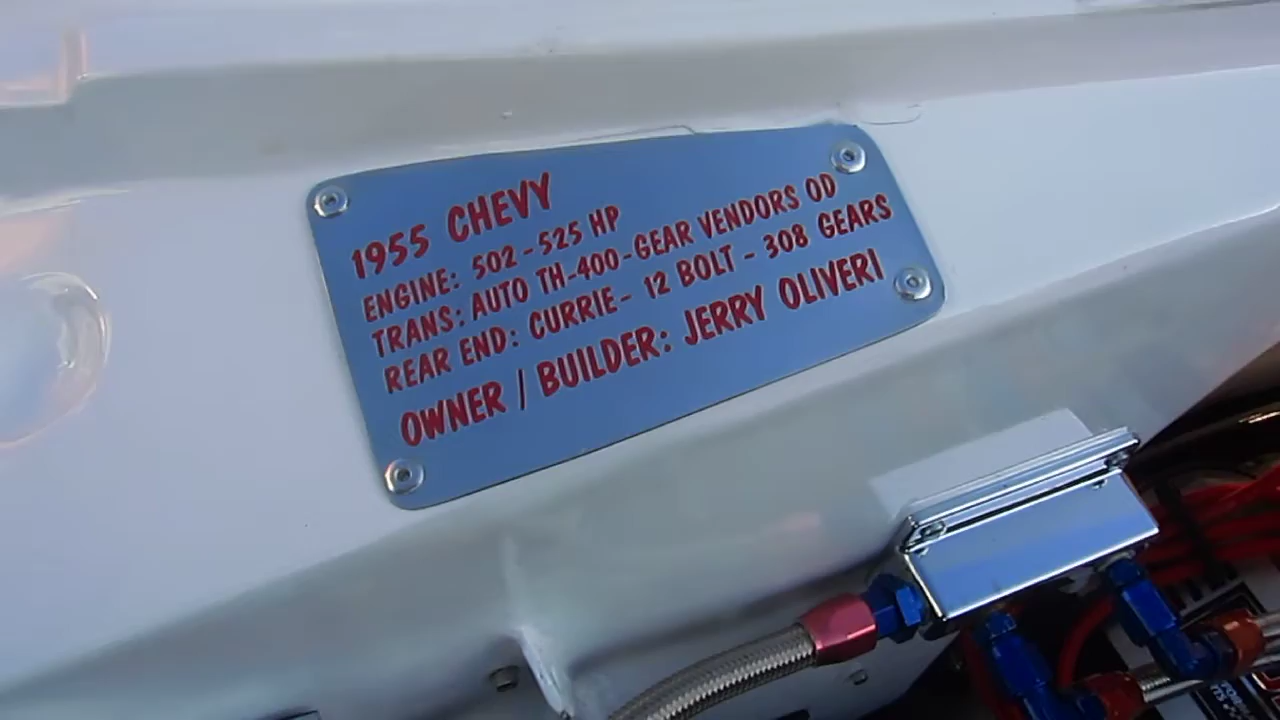 1955 CHEVY
ENGINE: 502-525 HP
TRANS: AUTO TH-400-GEAR VENDORS OD
REAR END: CURRIE- 12 BOLT - 308 GEARS
OWNER / BUILDER: JERRY OLIVERI